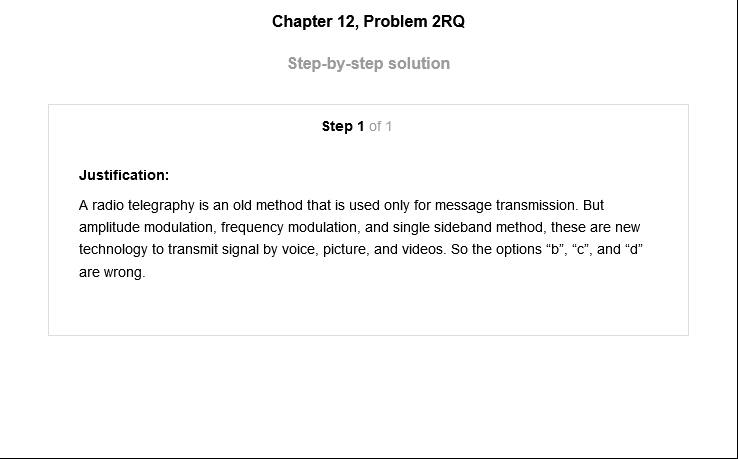 Chapter 12, Problem 2RQ
Step-by-step solution
Step 1 of 1
Justification:
A radio telegraphy is an old method that is used only for message transmission. But
amplitude modulation, frequency modulation, and single sideband method, these are new
technology to transmit signal by voice, picture, and videos. So the options “b”, “c”, and “d”
are wrong.